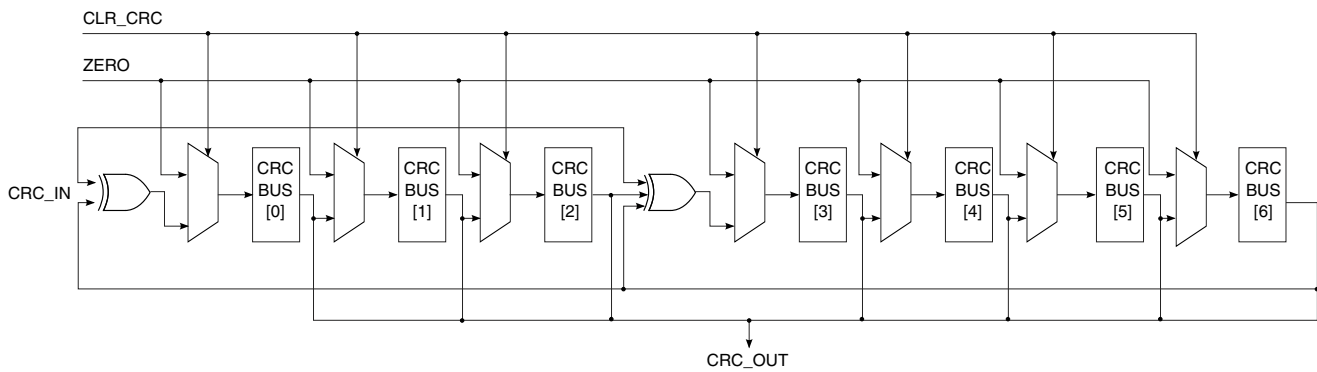 CLR_CRC
ZERO
CRC_IN
CRC
BUS
[0]
CRC
BUS
[1]
CRC
BUS
[2]
CRC
BUS
[3]
CRC
BUS
[4]
CRC
BUS
[5]
CRC
BUS
[6]
CRC_OUT